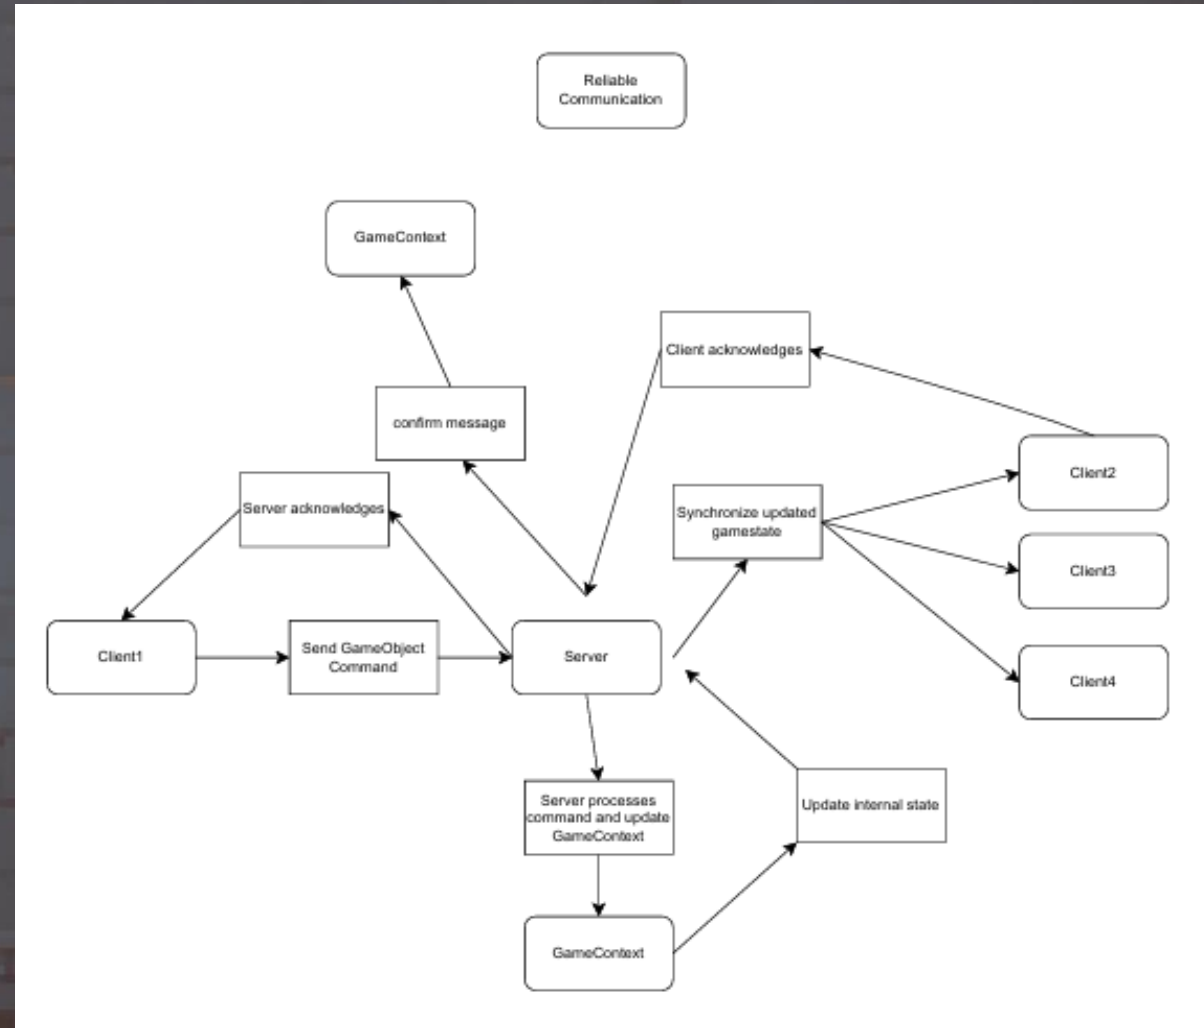 Reliable
Communication
GameContext
Client acknowledges
confirm message
Client2
Server acknowledges
Synchronize updated
gamestate
Client3
Client1
Send GameObject
Command
Server
Client4
Server processes
command and update
GameContext
Update internal state
GameContext